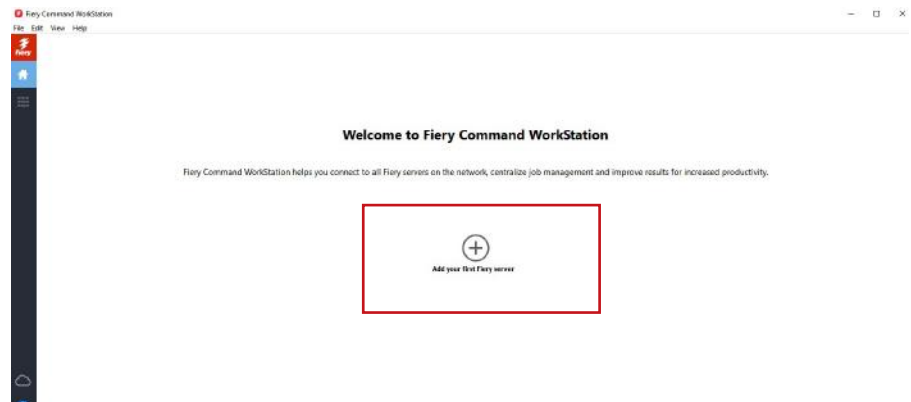 Fiery Command WorkStation
File Edit View Help
Fiery
Welcome to Fiery Command WorkStation
Fiery Command WorkStation helps you connect to all Fiery servers on the network, centralize job management and improve results for increased productivity.
Add your first Fiery server